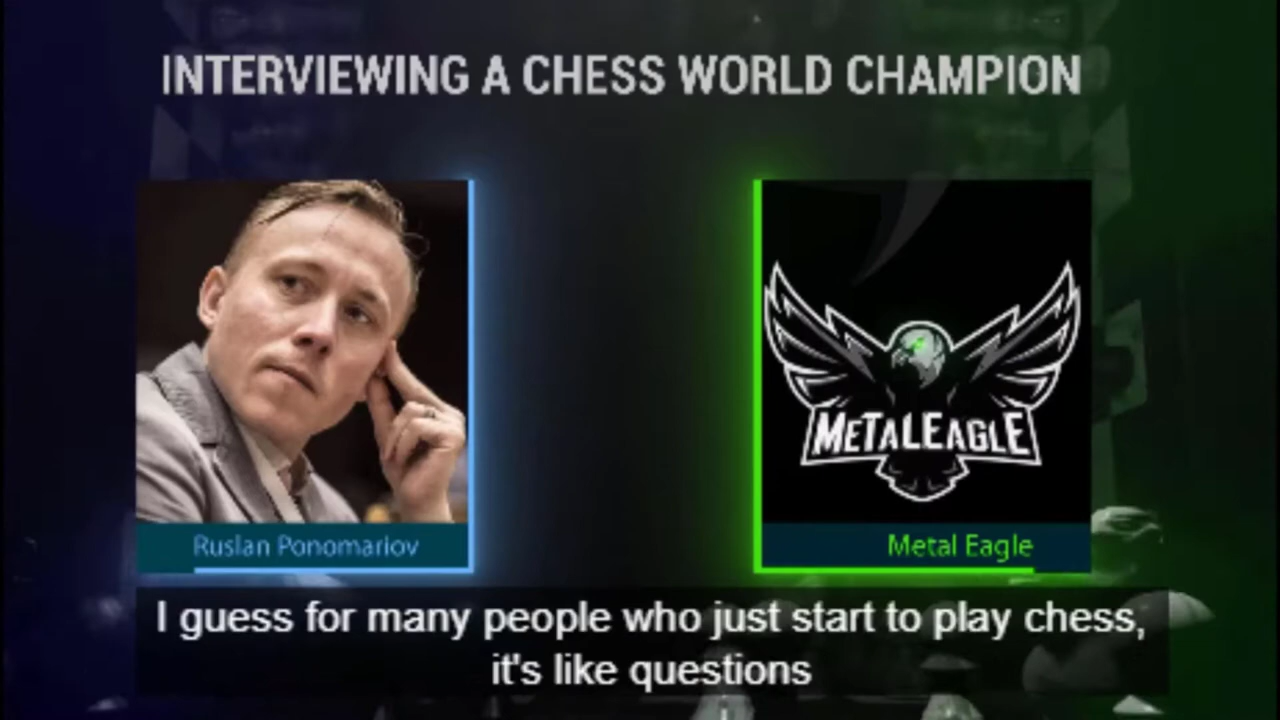 INTERVIEWING A CHESS WORLD CHAMPION
METALEAGLE
Ruslan Ponomariov
Metal Eagle
I guess for many people who just start to play chess,
it's like questions